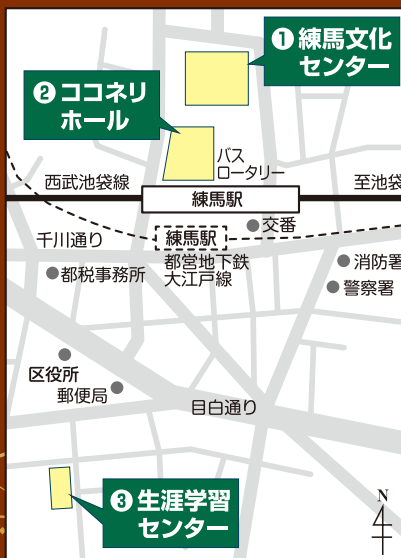 ❶ 練馬文化
センター
❷ ココネリ
ホール
バス
ロータリー
西武池袋線
練馬駅
至池袋
交番
千川通り
練馬駅
都営地下鉄
大江戸線
消防署
都税事務所
警察署
区役所
郵便局
目白通り
❸ 生涯学習
センター
N